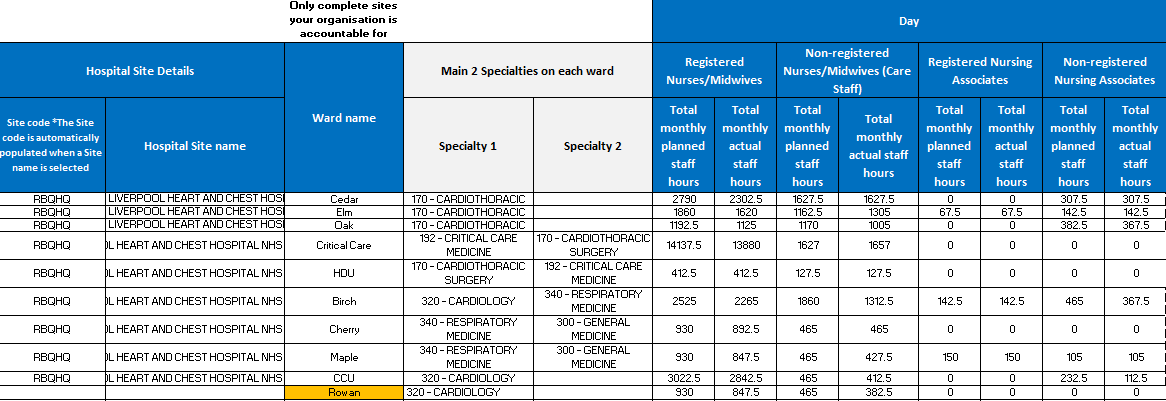 Only complete sites
your organisation is
accountable for
Day
Hospital Site Details
Ward name
Main 2 Specialties on each ward
Registered
Nurses/Midwives
Non-registered
Nurses/Midwives (Care
Staff)
Registered Nursing
Associates
Non-registered
Nursing Associates
Site code *The Site
code is automatically
populated when a Site
name is selected
Hospital Site name
Specialty 1
Specialty 2
Total
monthly
planned
staff
hours
Total
monthly
actual
staff
hours
Total
monthly
planned
staff
hours
Total
monthly
actual staff
hours
Total
monthly
planned
staff
hours
Total
monthly
actual
staff
hours
Total
monthly
planned
staff
hours
Total
monthly
actual
staff
hours
RBQHQ LIVERPOOL HEART AND CHEST HOSI Cedar 170 - CARDIOTHORACIC 2790 2302.5 1627.5 1627.5 0 0 307.5 307.5
RBQHQ LIVERPOOL HEART AND CHEST HOSI Elm 170 - CARDIOTHORACIC 1860 1620 1162.5 1305 67.5 67.5 142.5 142.5
RBQHQ LIVERPOOL HEART AND CHEST HOSI Oak 170 - CARDIOTHORACIC 1192.5 1125 1170 1005 0 0 382.5 367.5
RBQHQ OL HEART AND CHEST HOSPITAL NHS Critical Care 192 - CRITICAL CARE
MEDICINE 170 - CARDIOTHORACIC
SURGERY 14137.5 13880 1627 1657 0 0 0 0
RBQHQ OL HEART AND CHEST HOSPITAL NHS HDU 170 - CARDIOTHORACIC
SURGERY 192 - CRITICAL CARE
MEDICINE 412.5 412.5 127.5 127.5 0 0 0 0
RBQHQ OL HEART AND CHEST HOSPITAL NHS Birch 320 - CARDIOLOGY 340 - RESPIRATORY
MEDICINE 2525 2265 1860 1312.5 142.5 142.5 465 367.5
RBQHQ OL HEART AND CHEST HOSPITAL NHS Cherry 340 - RESPIRATORY
MEDICINE 300 - GENERAL
MEDICINE 930 892.5 465 465 0 0 0 0
RBQHQ OL HEART AND CHEST HOSPITAL NHS Maple 340 - RESPIRATORY
MEDICINE 300 - GENERAL
MEDICINE 930 847.5 465 427.5 150 150 105 105
RBQHQ OL HEART AND CHEST HOSPITAL NHS CCU 320 - CARDIOLOGY 3022.5 2842.5 465 412.5 0 0 232.5 112.5
Rowan 320 - CARDIOLOGY 930 847.5 465 382.5 0 0 0 0